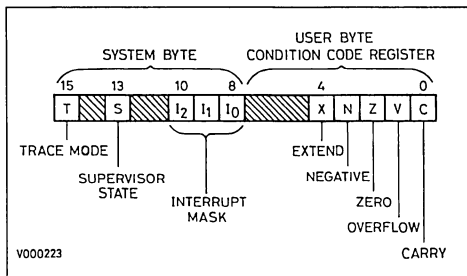 USER BYTE
SYSTEM BYTE
CONDITION CODE REGISTER
15 13 10 8 4 0
T S I2 I1 I0 X N Z V C
TRACE MODE
EXTEND
SUPERVISOR
STATE
INTERRUPT
MASK
NEGATIVE
ZERO
OVERFLOW
CARRY
V000223